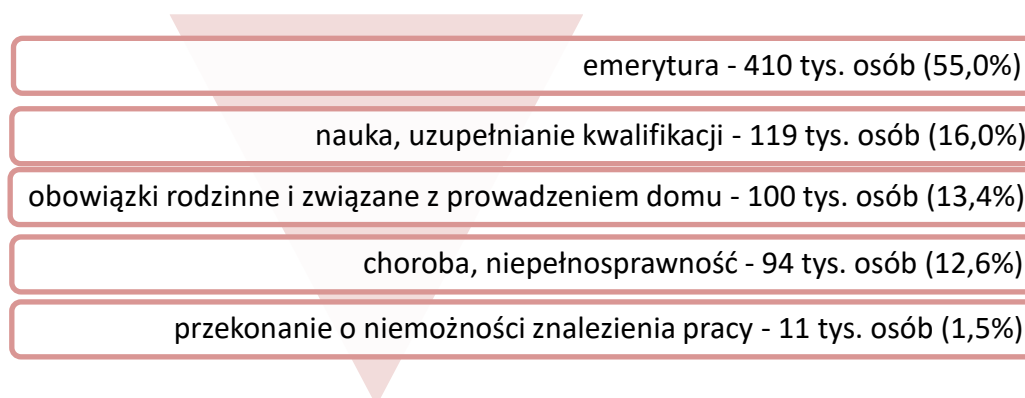 emerytura - 410 tys. osób (55,0%)
nauka, uzupełnianie kwalifikacji - 119 tys. osób (16,0%)
obowiązki rodzinne i związane z prowadzeniem domu - 100 tys. osób (13,4%)
choroba, niepełnosprawność - 94 tys. osób (12,6%)
przekonanie o niemożności znalezienia pracy - 11 tys. osób (1,5%)